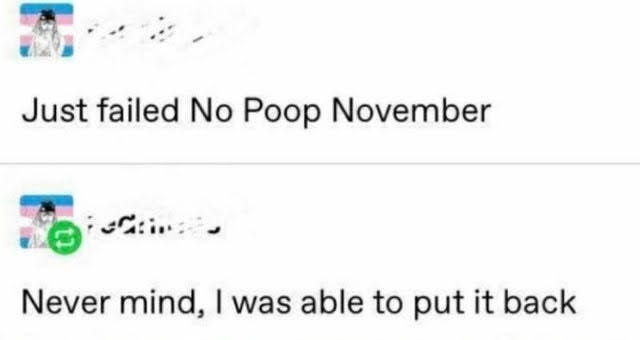 Just failed No Poop November
Never mind, I was able to put it back